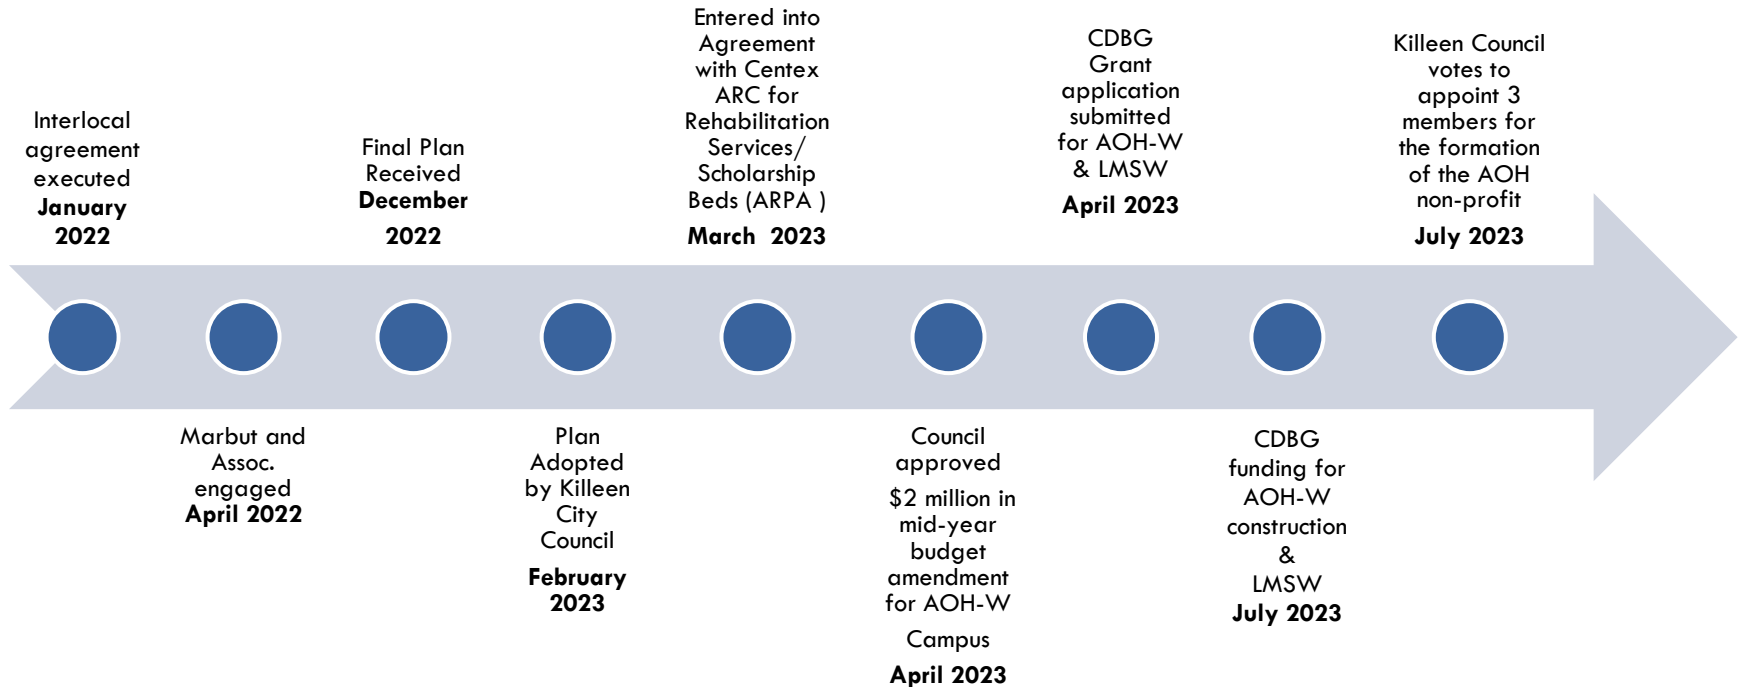 Interlocal
agreement
executed
January
2022
Marbut and
Assoc.
engaged
April 2022
Final Plan
Received
December
2022
Plan
Adopted
by Killeen
City
Council
February
2023
Entered into
Agreement
with Centex
ARC for
Rehabilitation
Services/
Scholarship
Beds (ARPA )
March 2023
Council
approved
$2 million in
mid-year
budget
amendment
for AOH-W
Campus
April 2023
CDBG
Grant
application
submitted
for AOH-W
& LMSW
April 2023
CDBG
funding for
AOH-W
construction
&
LMSW
July 2023
Killeen Council
votes to
appoint 3
members for
the formation
of the AOH
non-profit
July 2023